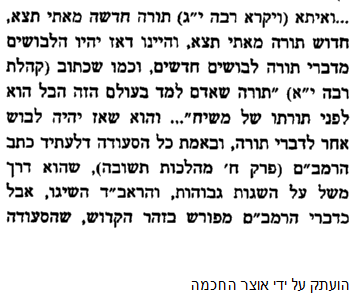 ...ואיתא (ויקרא רבה י״ג) תורה חדשה מאתי תצא,
חדוש תורה מאתי תצא, והיינו דאז יהיו הלבושים
מדברי תורה לבושים חדשים, וכמו שכתוב (קהלת
רבה י״א) "תורה שאדם למד בעולם הזה הבל הוא
לפני תורתו של משיח"... והוא שאז יהיה לבוש
אחר לדברי תורה, ובאמת כל הסעודה דלעתיד כתב
הרמב״ם (פרק ח׳ מהלכות תשובה), שהוא דרך
משל על השגות גבוהות, והראב״ד השיגו, אבל
כדברי הרמב״ם מפורש בזהר הקדוש, שהסעודה
הועתק על ידי אוצר החכמה